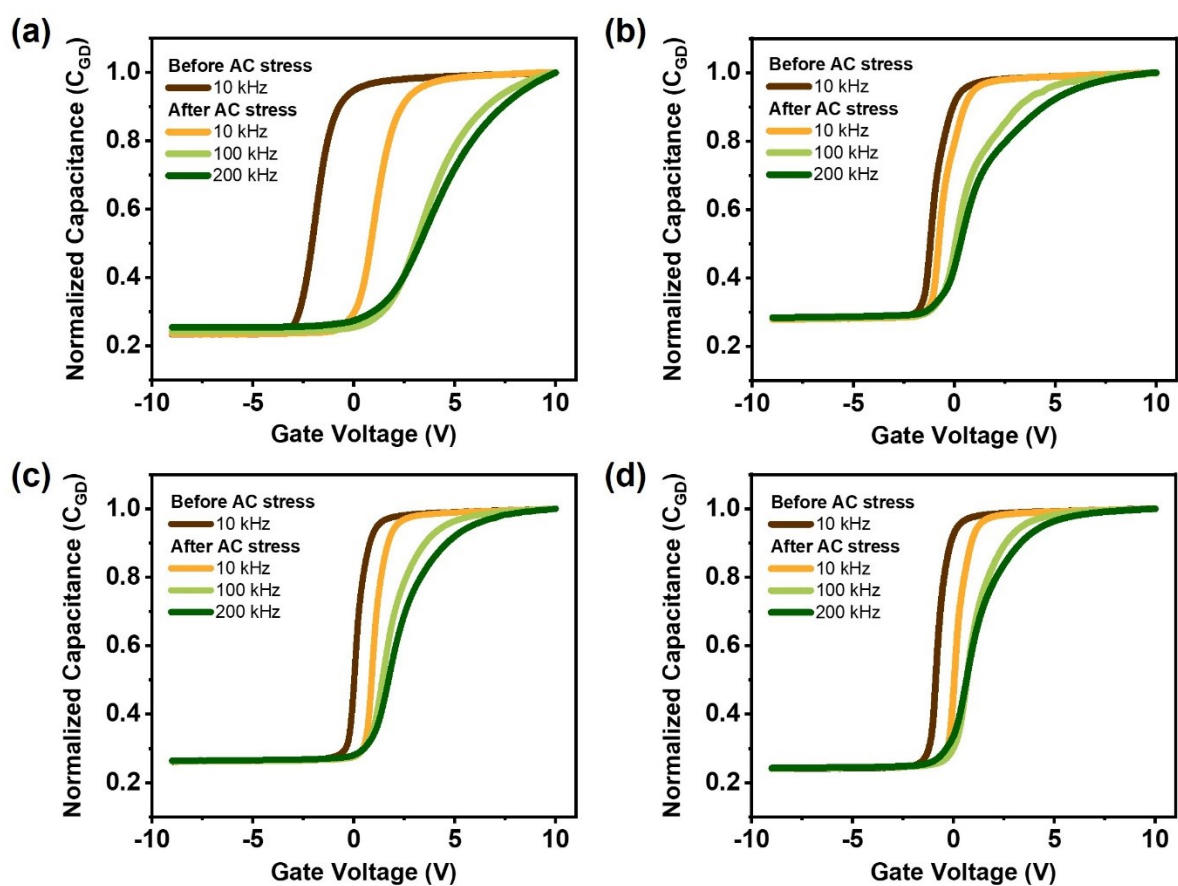 (a)
Normalized Capacitance (C_GD)
1.0
0.8
0.6
0.4
0.2
Before AC stress
10 kHz
After AC stress
10 kHz
100 kHz
200 kHz
-10
-5
0
5
10
Gate Voltage (V)
(b)
Normalized Capacitance (C_GD)
1.0
0.8
0.6
0.4
0.2
Before AC stress
10 kHz
After AC stress
10 kHz
100 kHz
200 kHz
-10
-5
0
5
10
Gate Voltage (V)
(c)
Normalized Capacitance (C_GD)
1.0
0.8
0.6
0.4
0.2
Before AC stress
10 kHz
After AC stress
10 kHz
100 kHz
200 kHz
-10
-5
0
5
10
Gate Voltage (V)
(d)
Normalized Capacitance (C_GD)
1.0
0.8
0.6
0.4
0.2
Before AC stress
10 kHz
After AC stress
10 kHz
100 kHz
200 kHz
-10
-5
0
5
10
Gate Voltage (V)